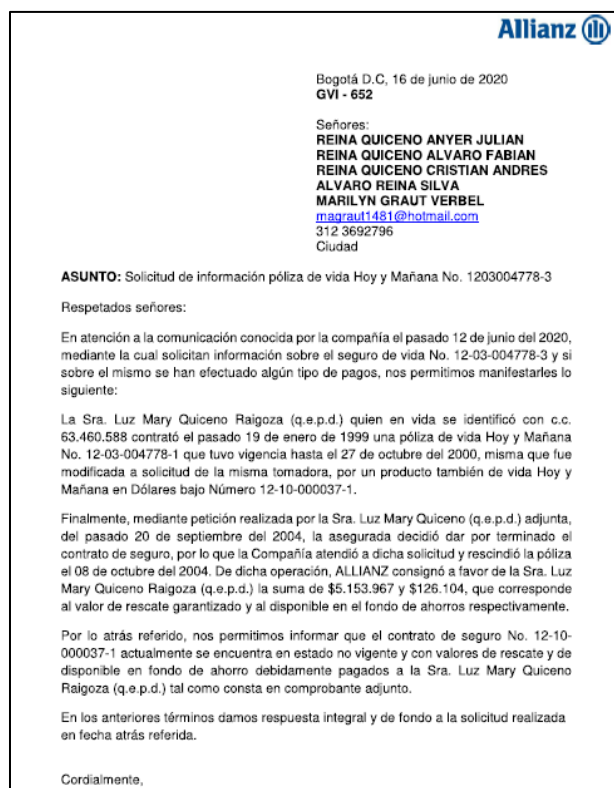 Allianz
Bogotá D.C, 16 de junio de 2020
GVI - 652
Señores:
REINA QUICENO ANYER JULIAN
REINA QUICENO ALVARO FABIAN
REINA QUICENO CRISTIAN ANDRES
ALVARO REINA SILVA
MARILYN GRAUT VERBEL
magraut1481@hotmail.com
312 3692796
Ciudad
ASUNTO: Solicitud de información póliza de vida Hoy y Mañana No. 1203004778-3
Respetados señores:
En atención a la comunicación conocida por la compañía el pasado 12 de junio del 2020,
mediante la cual solicitan información sobre el seguro de vida No. 12-03-004778-3 y si
sobre el mismo se han efectuado algún tipo de pagos, nos permitimos manifestarles lo
siguiente:
La Sra. Luz Mary Quiceno Raigoza (q.e.p.d.) quien en vida se identificó con c.c.
63.460.588 contrató el pasado 19 de enero de 1999 una póliza de vida Hoy y Mañana
No. 12-03-004778-1 que tuvo vigencia hasta el 27 de octubre del 2000, misma que fue
modificada a solicitud de la misma tomadora, por un producto también de vida Hoy y
Mañana en Dólares bajo Número 12-10-000037-1.
Finalmente, mediante petición realizada por la Sra. Luz Mary Quiceno (q.e.p.d.) adjunta,
del pasado 20 de septiembre del 2004, la asegurada decidió dar por terminado el
contrato de seguro, por lo que la Compañía atendió a dicha solicitud y rescindió la póliza
el 08 de octubre del 2004. De dicha operación, ALLIANZ consignó a favor de la Sra. Luz
Mary Quiceno Raigoza (q.e.p.d.) la suma de $5.153.967 y $126.104, que corresponde
al valor de rescate garantizado y al disponible en el fondo de ahorros respectivamente.
Por lo atrás referido, nos permitimos informar que el contrato de seguro No. 12-10-
000037-1 actualmente se encuentra en estado no vigente y con valores de rescate y de
disponible en fondo de ahorro debidamente pagados a la Sra. Luz Mary Quiceno
Raigoza (q.e.p.d.) tal como consta en comprobante adjunto.
En los anteriores términos damos respuesta integral y de fondo a la solicitud realizada
en fecha atrás referida.
Cordialmente,